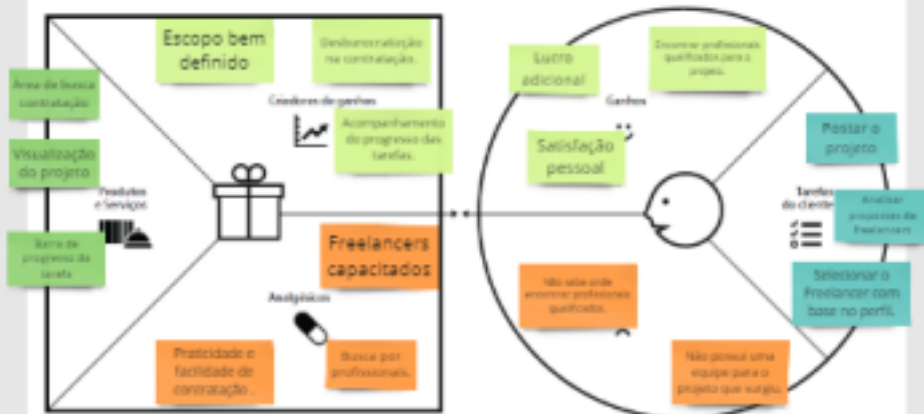 Escopo bem
definido
Desburocratização
na contratação.
Área de busca
contratação
Criadores de ganhos
Acompanhamento
do progresso das
tarefas.
Visualização
do projeto
Produtos
e Serviços
Barra de
progresso da
tarefa
Freelancers
capacitados
Analgésicos
Praticidade e
facilidade de
contratação .
Busca por
profissionais.
Lucro
adicional
Encontrar profissionais
qualificados para o
projeto.
Ganhos
Satisfação
pessoal
Postar o
projeto
Tarefas
do cliente
Analisar
propostas de
freelancers
Selecionar o
Freelancer com
base no perfil.
Não sabe onde
encontrar profissionais
qualificados.
Não possui uma
equipe para o
projeto que surgiu.